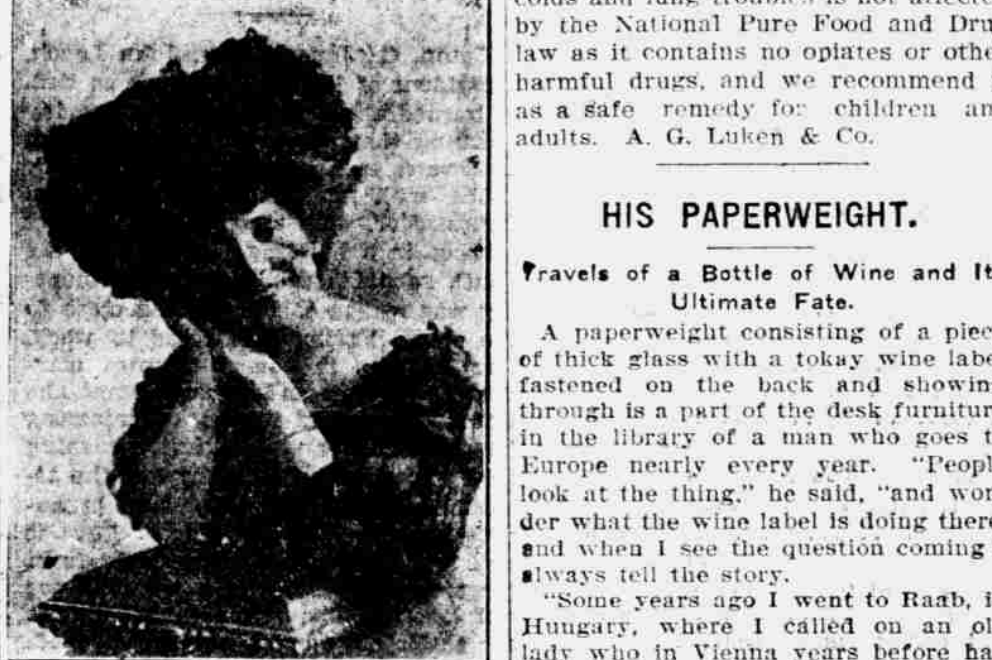 by the National Pure Food and Dru
law as it contains no opiates or othe
harmful drugs, and we recommend
as a safe remedy for children an
adults. A. G. Luken & Co.
HIS PAPERWEIGHT.
Travels of a Bottle of Wine and It
Ultimate Fate.
A paperweight consisting of a piec
of thick glass with a tokay wine labe
fastened on the back and showin
through is a part of the desk furnitur
in the library of a man who goes t
Europe nearly every year. "Peopl
look at the thing," he said, "and won
der what the wine label is doing there
and when I see the question coming
always tell the story.
"Some years ago I went to Raab, i
Hungary, where I called on an ol
lady who in Vienna years before ha